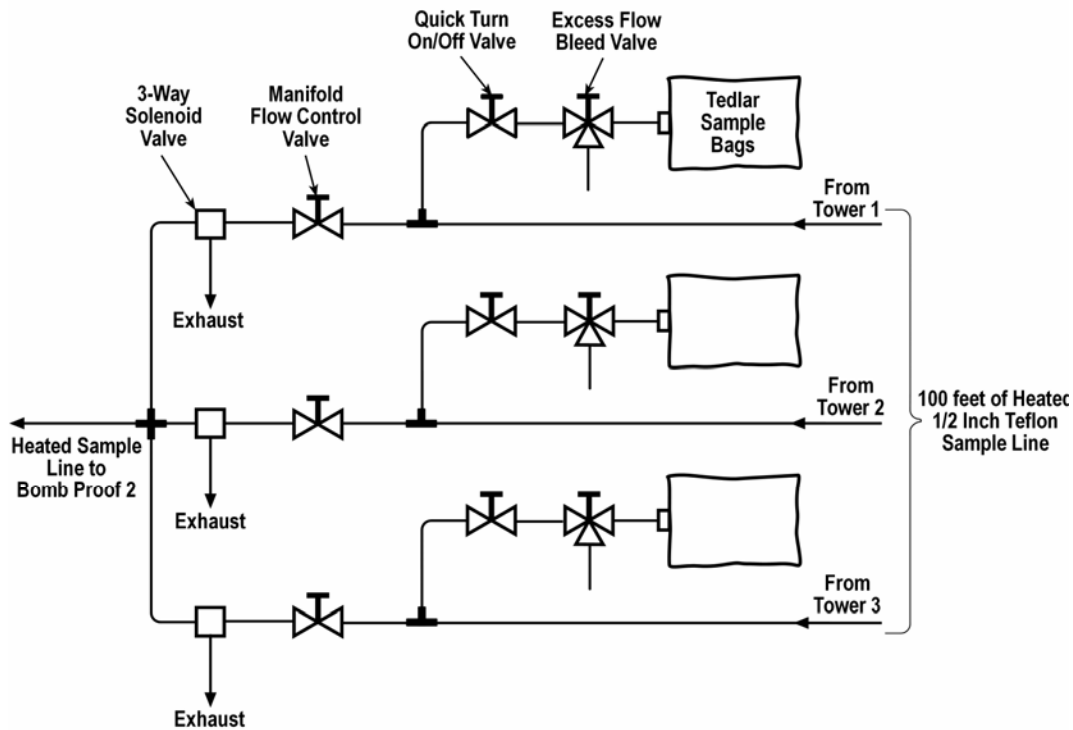 Quick Turn
On/Off Valve
Excess Flow
Bleed Valve
3-Way
Solenoid
Valve
Manifold
Flow Control
Valve
Tedlar
Sample
Bags
From
Tower 1
Exhaust
From
Tower 2
100 feet of Heated
1/2 Inch Teflon
Sample Line
Heated Sample
Line to
Bomb Proof 2
Exhaust
From
Tower 3
Exhaust